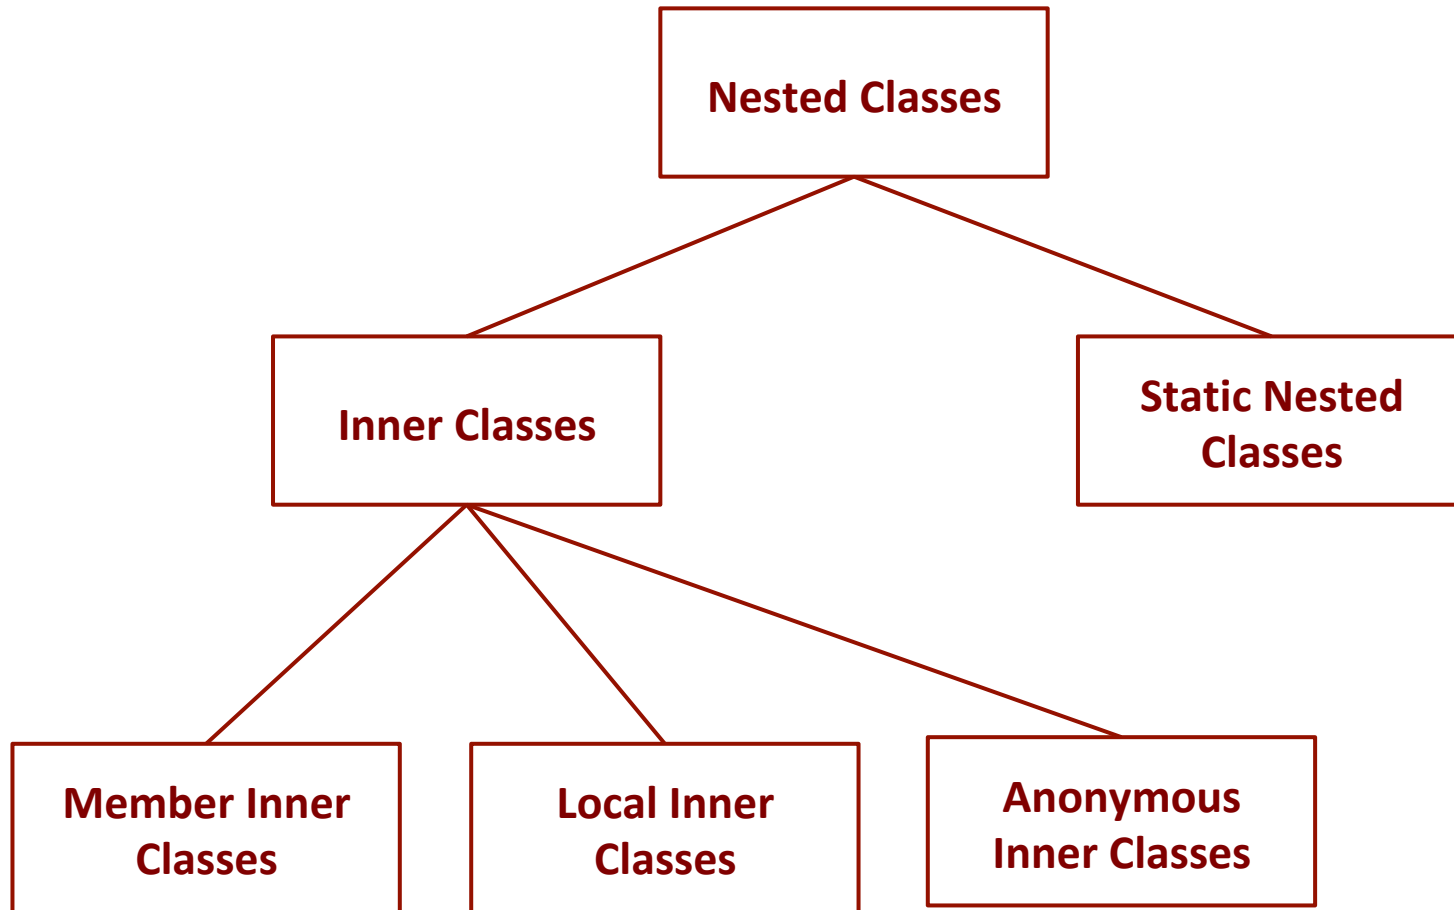 Nested Classes
Inner Classes
Static Nested
Classes
Member Inner
Classes
Local Inner
Classes
Anonymous
Inner Classes